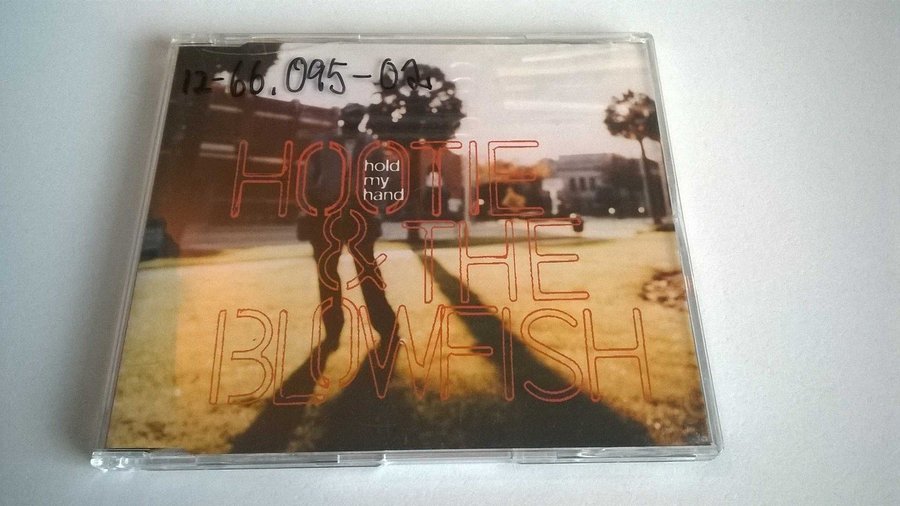 12-66.095-02.
HOOTIE
hold
my
hand
& THE
BLOWFISH